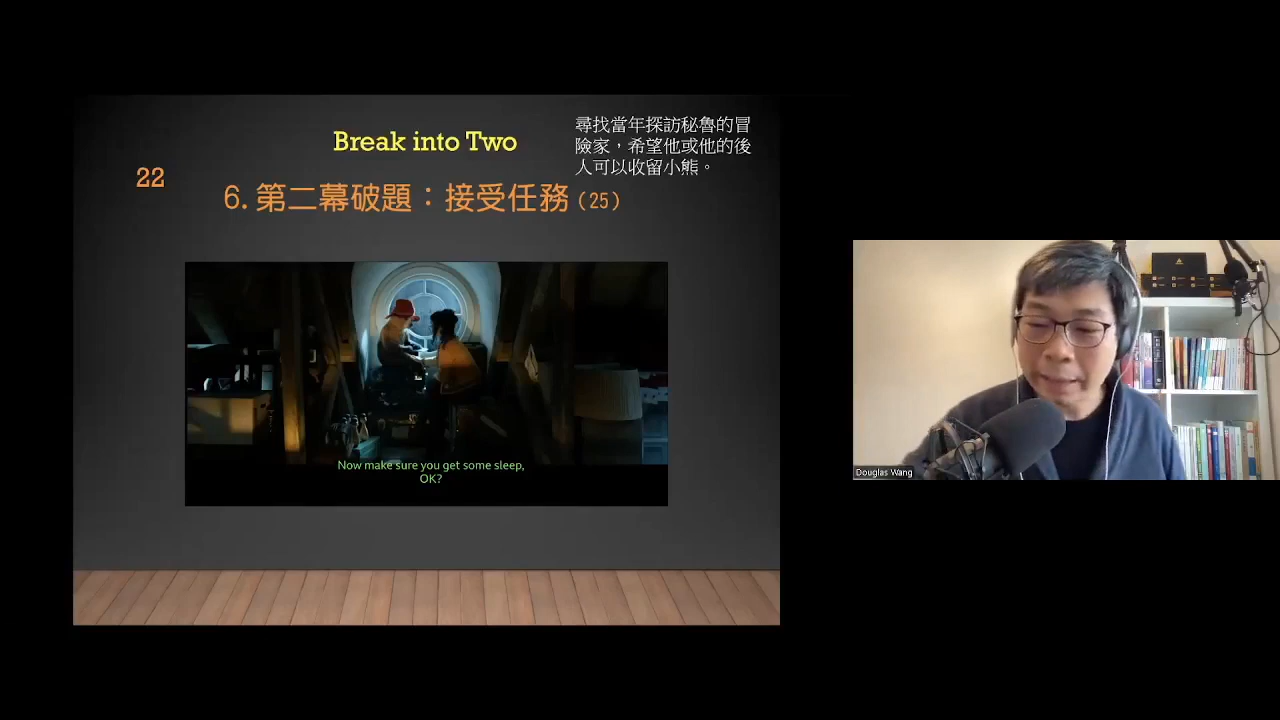 Break into Two
尋找當年探訪秘魯的冒
險家，希望他或他的後
人可以收留小熊。
22
6. 第二幕破題：接受任務（25）
Now make sure you get some sleep,
OK?
Douglas Wang